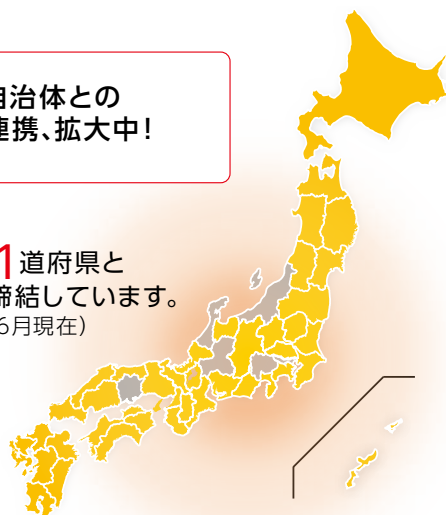 自治体との
連携、拡大中!
1道府県と
締結しています。
6月現在)